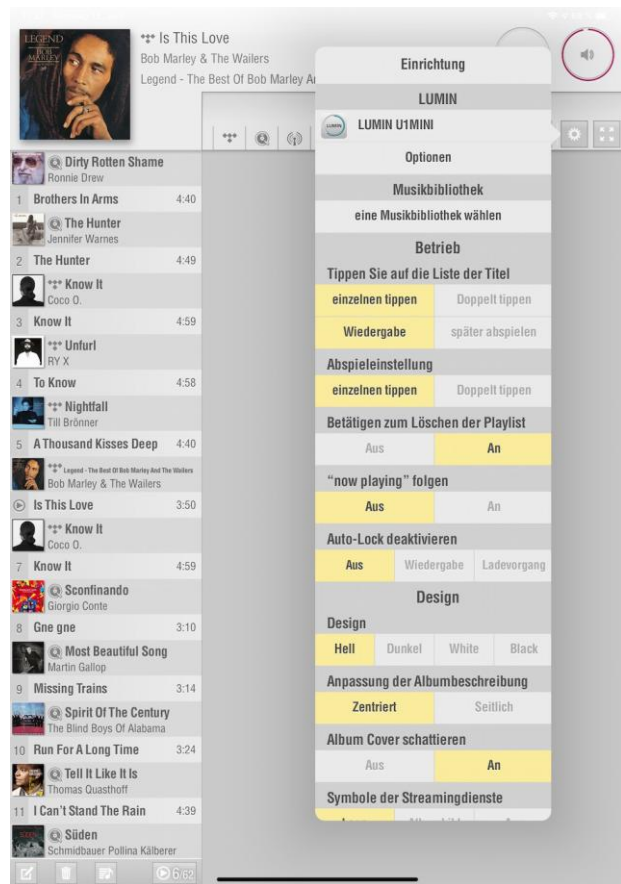 LEGEND
BOB
MARLEY
Is This Love
Bob Marley & The Wailers
Legend - The Best Of Bob Marley
Dirty Rotten Shame
Ronnie Drew
1 Brothers In Arms 4:40
The Hunter
Jennifer Warnes
2 The Hunter 4:49
Know It
Coco O.
3 Know It 4:59
Unfurl
RY X
4 To Know 4:58
Nightfall
Till Brönner
5 A Thousand Kisses Deep 4:40
Legend - The Best Of Bob Marley And The Wailers
Bob Marley & The Wailers
Is This Love 3:50
Know It
Coco O.
7 Know It 4:59
Sconfinando
Giorgio Conte
8 Gne gne 3:10
Most Beautiful Song
Martin Gallop
9 Missing Trains 3:14
Spirit Of The Century
The Blind Boys Of Alabama
10 Run For A Long Time 3:24
Tell It Like It Is
Thomas Quasthoff
11 I Can't Stand The Rain 4:39
Süden
Schmidbauer Pollina Kälberer
6/62
Einrichtung
LUMIN
LUMIN U1MINI
Optionen
Musikbibliothek
eine Musikbibliothek wählen
Betrieb
Tippen Sie auf die Liste der Titel
einzelnen tippen Doppelt tippen
Wiedergabe später abspielen
Abspieleinstellung
einzelnen tippen Doppelt tippen
Betätigen zum Löschen der Playlist
Aus An
“now playing” folgen
Aus An
Auto-Lock deaktivieren
Aus Wiedergabe Ladevorgang
Design
Design
Hell Dunkel White Black
Anpassung der Albumbeschreibung
Zentriert Seitlich
Album Cover schattieren
Aus An
Symbole der Streamingdienste